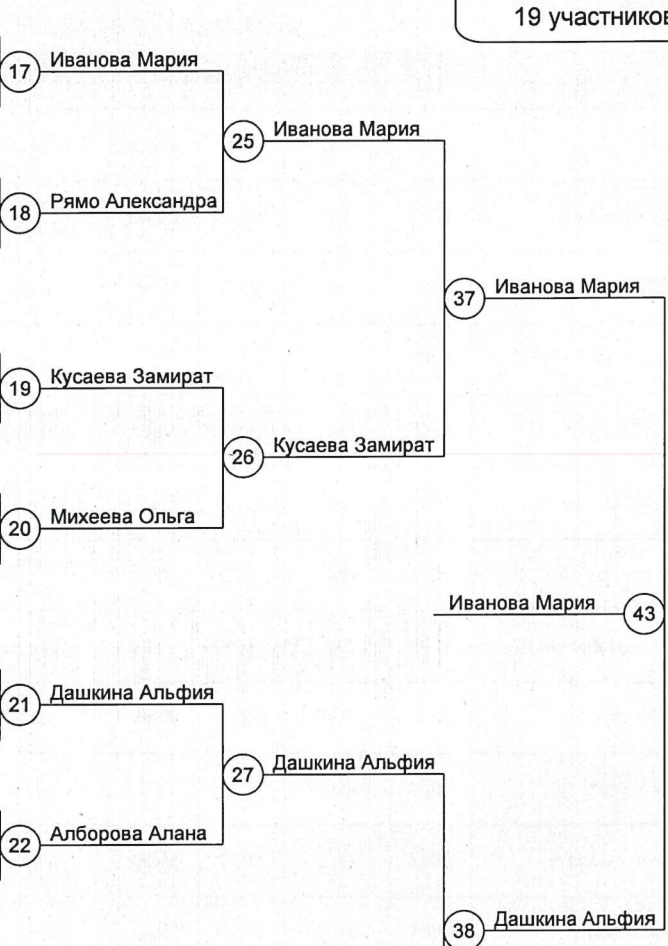 19 участников
17 Иванова Мария
25 Иванова Мария
18 Рямо Александра
37 Иванова Мария
19 Кусаева Замират
26 Кусаева Замират
20 Михеева Ольга
Иванова Мария 43
21 Дашкина Альфия
27 Дашкина Альфия
22 Алборова Алана
38 Дашкина Альфия